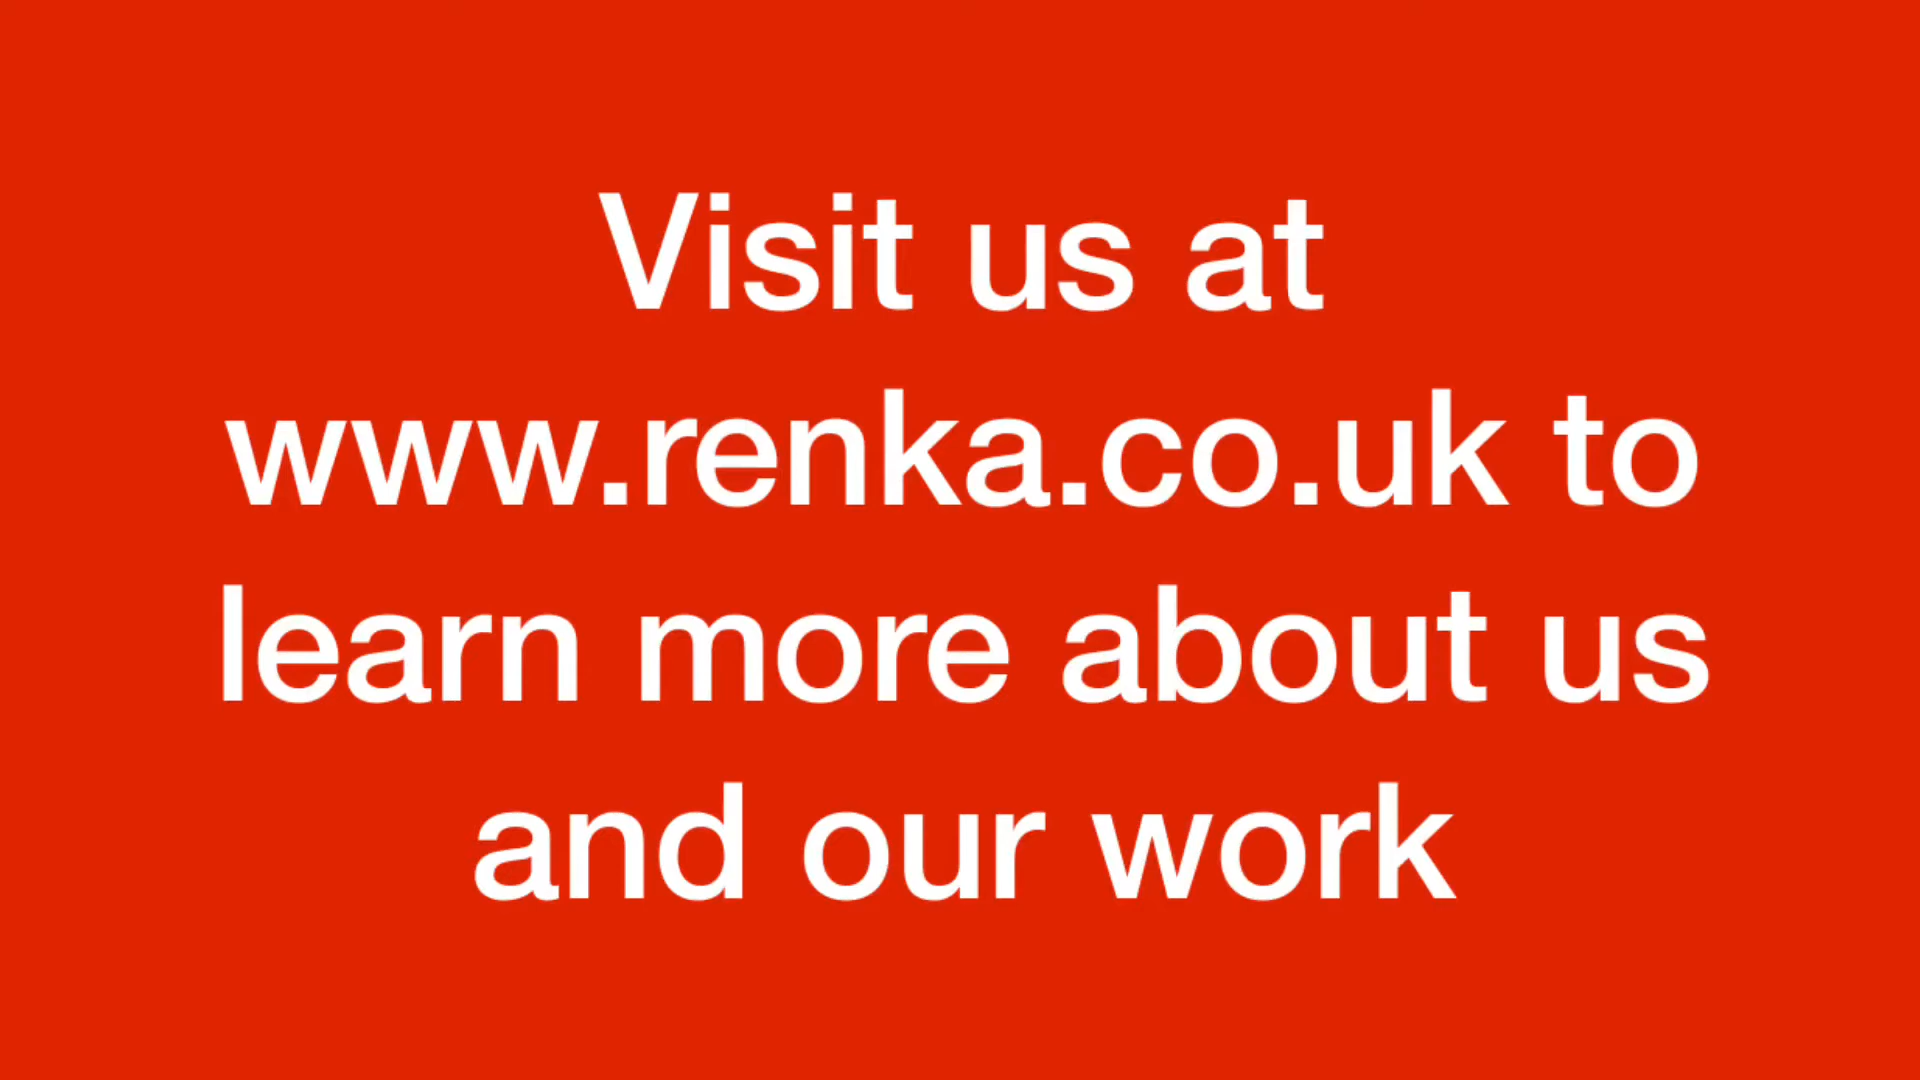 Visit us at
www.renka.co.uk to
learn more about us
and our work